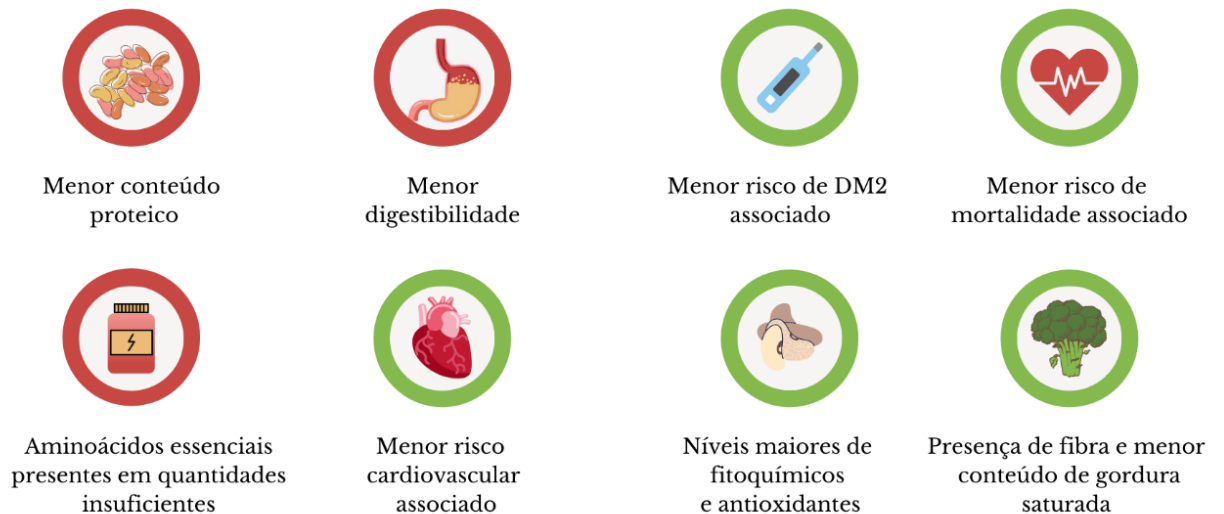 Menor conteúdo
proteico
Menor
digestibilidade
Menor risco de DM2
associado
Menor risco de
mortalidade associado
Aminoácidos essenciais
presentes em quantidades
insuficientes
Menor risco
cardiovascular
associado
Níveis maiores de
fitoquímicos
e antioxidantes
Presença de fibra e menor
conteúdo de gordura
saturada